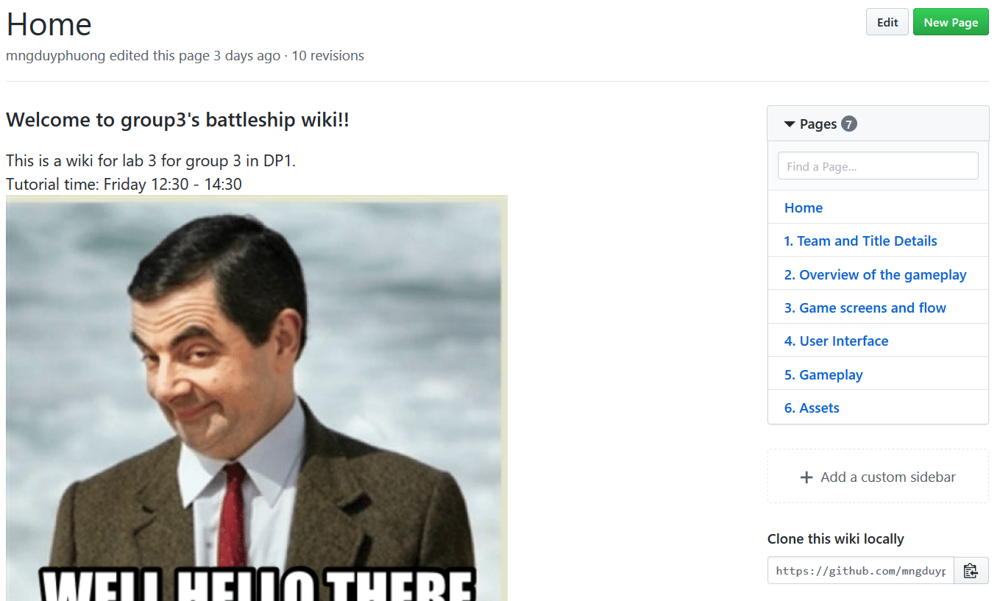 Home
Edit
New Page
mngduyphuong edited this page 3 days ago · 10 revisions
Welcome to group3's battleship wiki!!
This is a wiki for lab 3 for group 3 in DP1.
Tutorial time: Friday 12:30 - 14:30
WELL HELLO THERE
Pages 7
Find a Page...
Home
1. Team and Title Details
2. Overview of the gameplay
3. Game screens and flow
4. User Interface
5. Gameplay
6. Assets
Add a custom sidebar
Clone this wiki locally
https://github.com/mngduyp